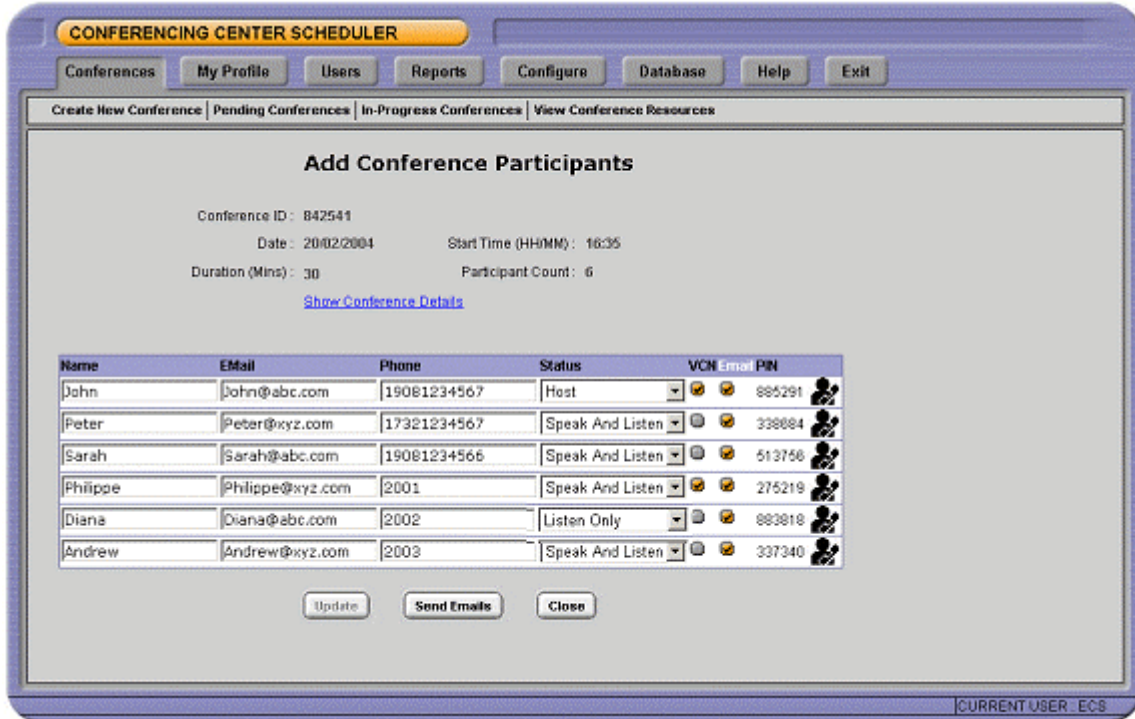 CONFERENCING CENTER SCHEDULER
Conferences My Profile Users Reports Configure Database Help Exit
Create New Conference | Pending Conferences | In-Progress Conferences | View Conference Resources
Add Conference Participants
Conference ID : 842541
Date : 20/02/2004 Start Time (HH/MM) : 16:35
Duration (Mins) : 30 Participant Count : 6
Show Conference Details
Name EMail Phone Status VCN Email PIN
John John@abc.com 19081234567 Host 885291
Peter Peter@xyz.com 17321234567 Speak And Listen 338684
Sarah Sarah@abc.com 19081234566 Speak And Listen 513756
Philippe Philippe@xyz.com 2001 Speak And Listen 275219
Diana Diana@abc.com 2002 Listen Only 883818
Andrew Andrew@xyz.com 2003 Speak And Listen 337340
Update Send Emails Close
CURRENT USER : ECS